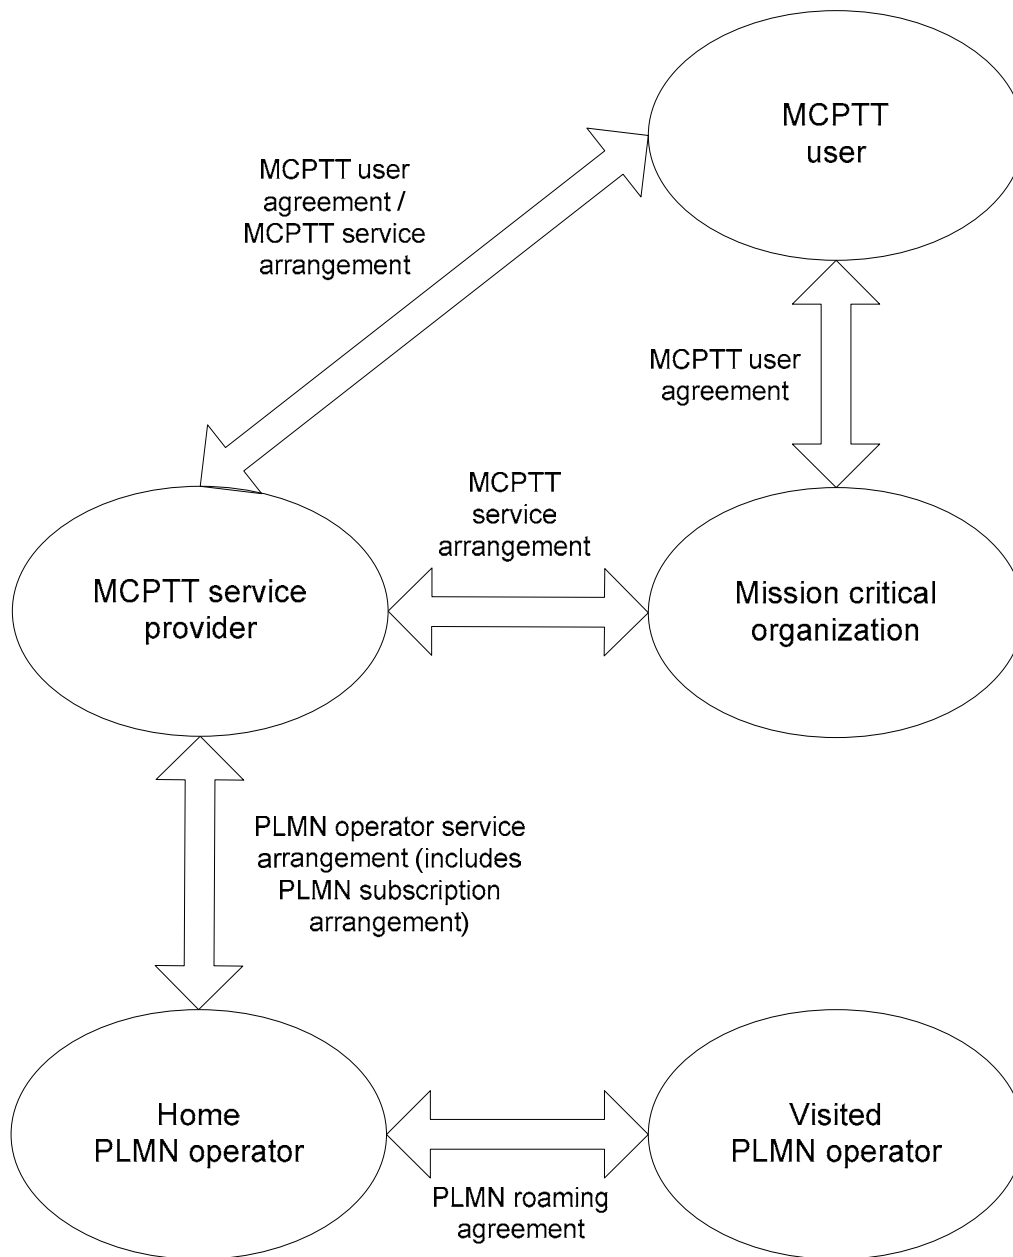 MCPTT
user
MCPTT user
agreement /
MCPTT service
arrangement
MCPTT user
agreement
MCPTT
service
arrangement
MCPTT service
provider
Mission critical
organization
PLMN operator service
arrangement (includes
PLMN subscription
arrangement)
Home
PLMN operator
Visited
PLMN operator
PLMN roaming
agreement